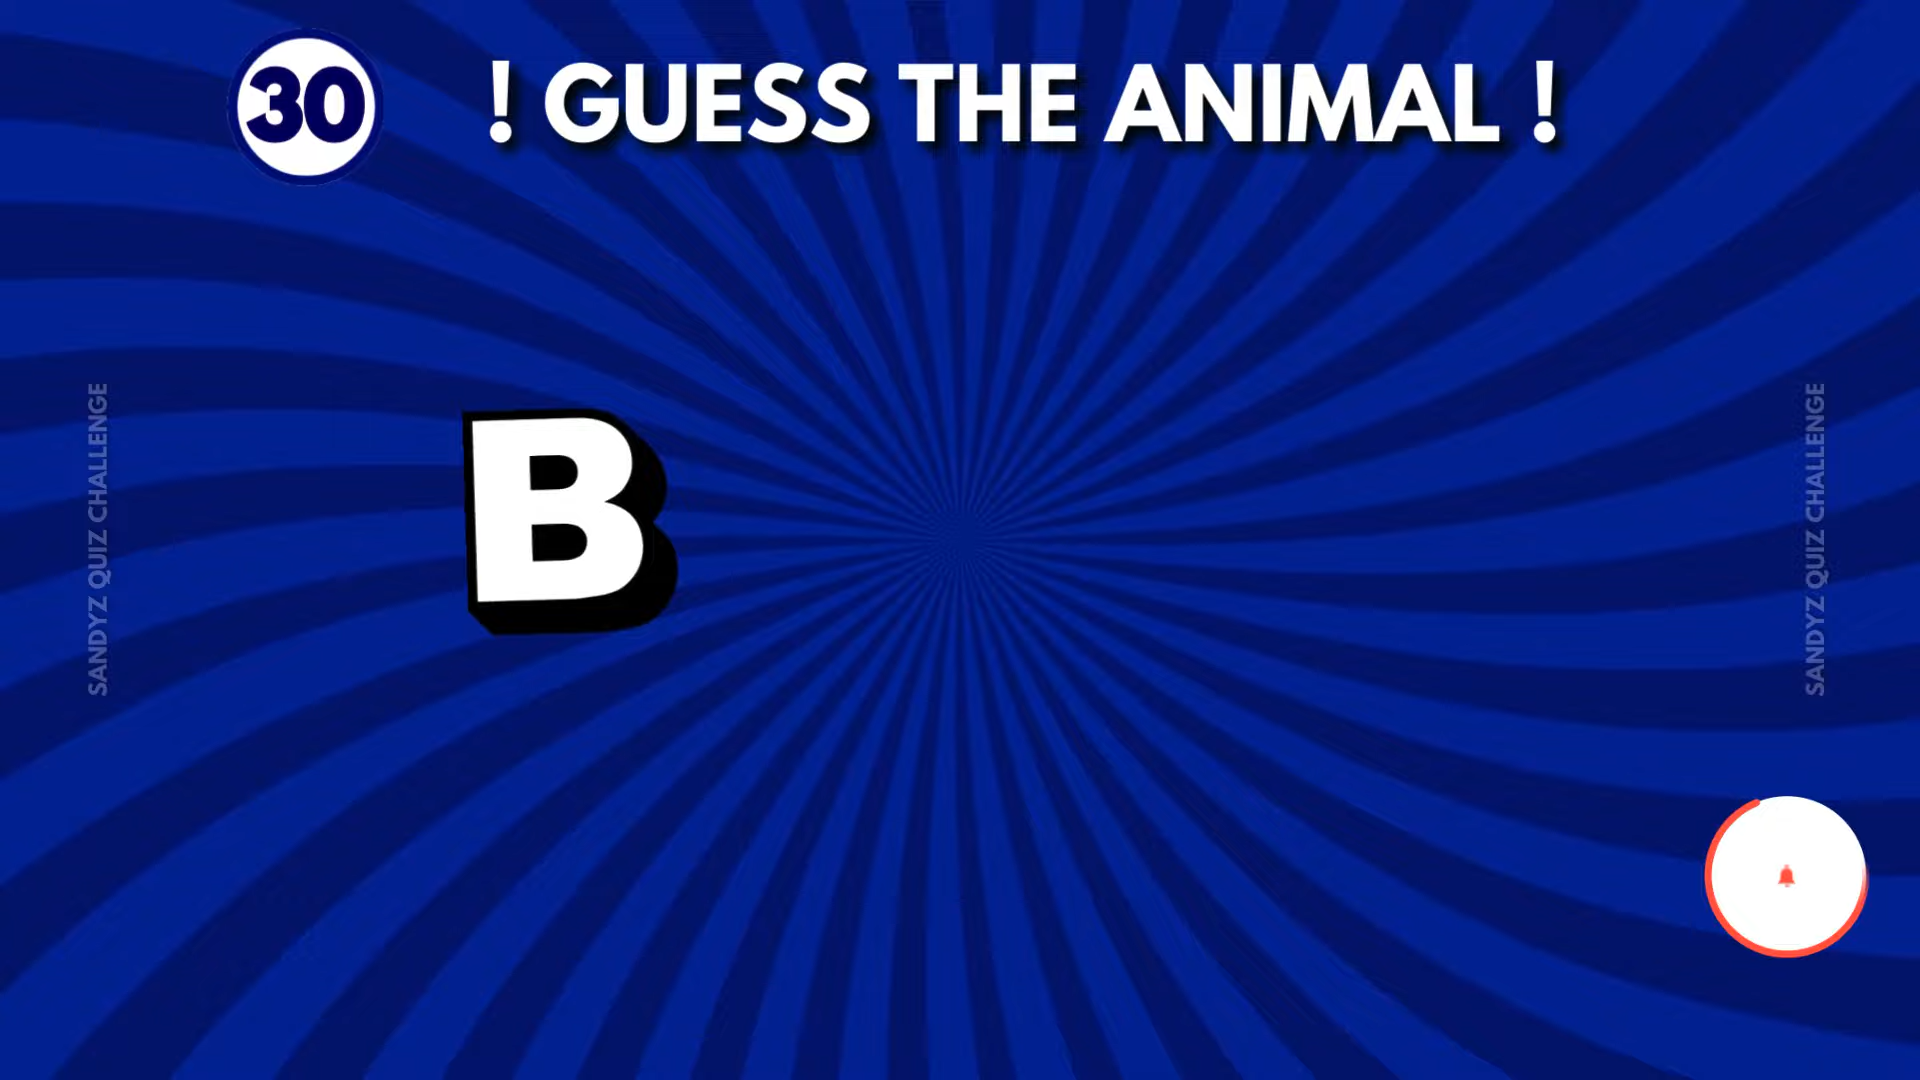 30
! GUESS THE ANIMAL !
SANDYZ QUIZ CHALLENGE
B
SANDYZ QUIZ CHALLENGE